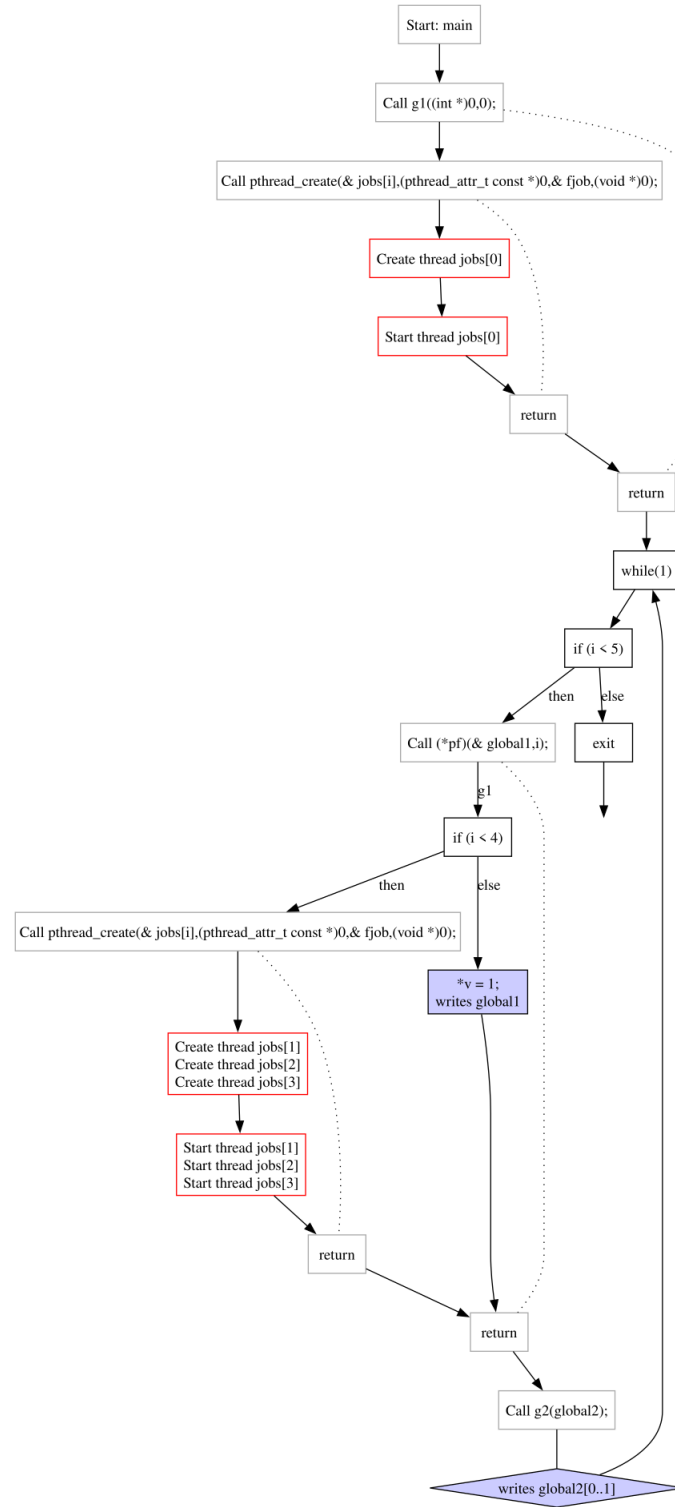 Start: main
Call g1((int *)0,0);
Call pthread_create(& jobs[i],(pthread_attr_t const *)0,& fjob,(void *)0);
Create thread jobs[0]
Start thread jobs[0]
return
return
while(1)
if (i < 5)
then
else
Call (*pf)(& global1,i);
exit
g1
if (i < 4)
then
else
Call pthread_create(& jobs[i],(pthread_attr_t const *)0,& fjob,(void *)0);
*v = 1;
writes global1
Create thread jobs[1]
Create thread jobs[2]
Create thread jobs[3]
Start thread jobs[1]
Start thread jobs[2]
Start thread jobs[3]
return
return
Call g2(global2);
writes global2[0..1]